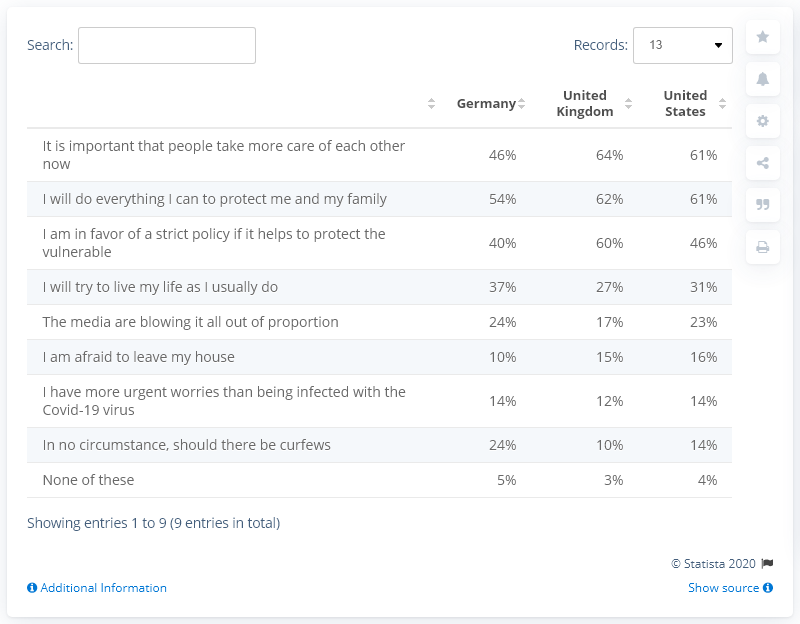 Search:
Records: 13
Germany United Kingdom United States
It is important that people take more care of each other
now
46% 64% 61%
I will do everything I can to protect me and my family 54% 62% 61%
I am in favor of a strict policy if it helps to protect the
vulnerable
40% 60% 46%
I will try to live my life as I usually do 37% 27% 31%
The media are blowing it all out of proportion 24% 17% 23%
I am afraid to leave my house 10% 15% 16%
I have more urgent worries than being infected with the
Covid-19 virus
14% 12% 14%
In no circumstance, should there be curfews 24% 10% 14%
None of these 5% 3% 4%
Showing entries 1 to 9 (9 entries in total)
© Statista 2020
Additional Information Show source